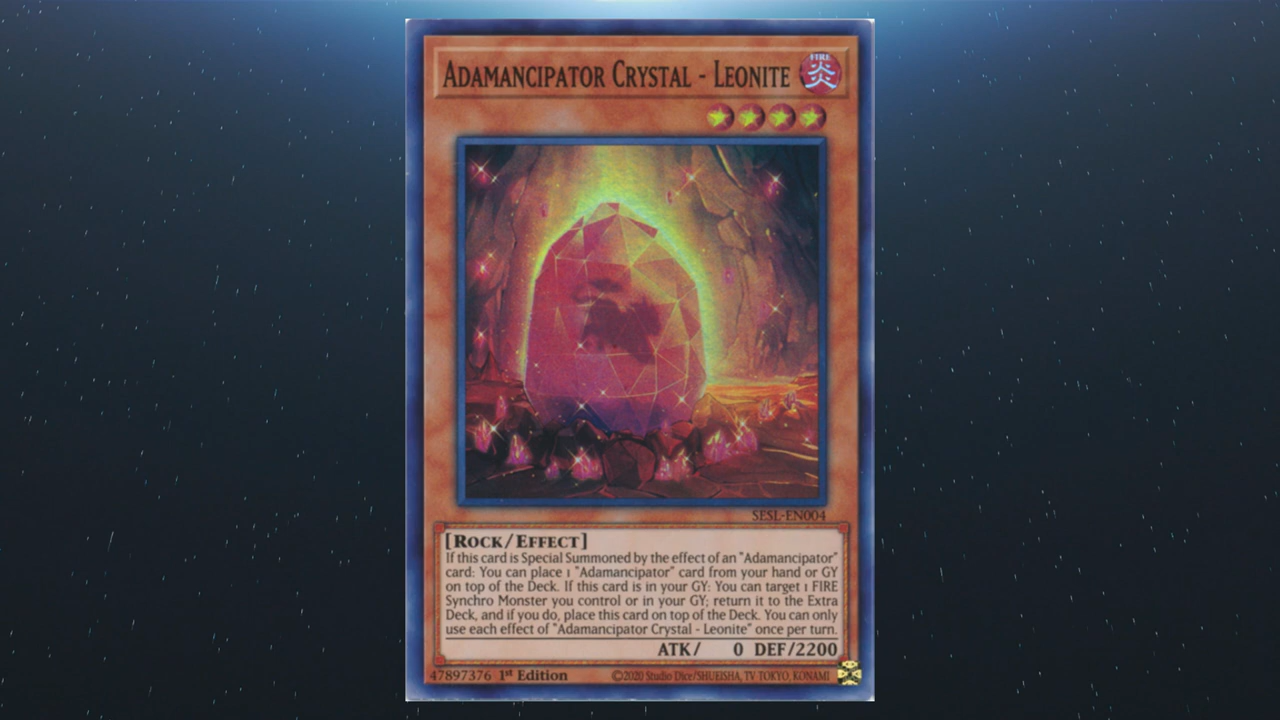 ADAMANCIPATOR CRYSTAL - LEONITE
FIRE
炎
SESL-EN004
[ROCK/EFFECT]
If this card is Special Summoned by the effect of an "Adamancipator"
card: You can place 1 "Adamancipator" card from your hand or GY
on top of the Deck. If this card is in your GY: You can target 1 FIRE
Synchro Monster you control or in your GY; return it to the Extra
Deck, and if you do, place this card on top of the Deck. You can only
use each effect of "Adamancipator Crystal - Leonite" once per turn.
ATK/ 0 DEF/2200
47897376 1st Edition ©2020 Studio Dice/SHUEISHA, TV TOKYO, KONAMI